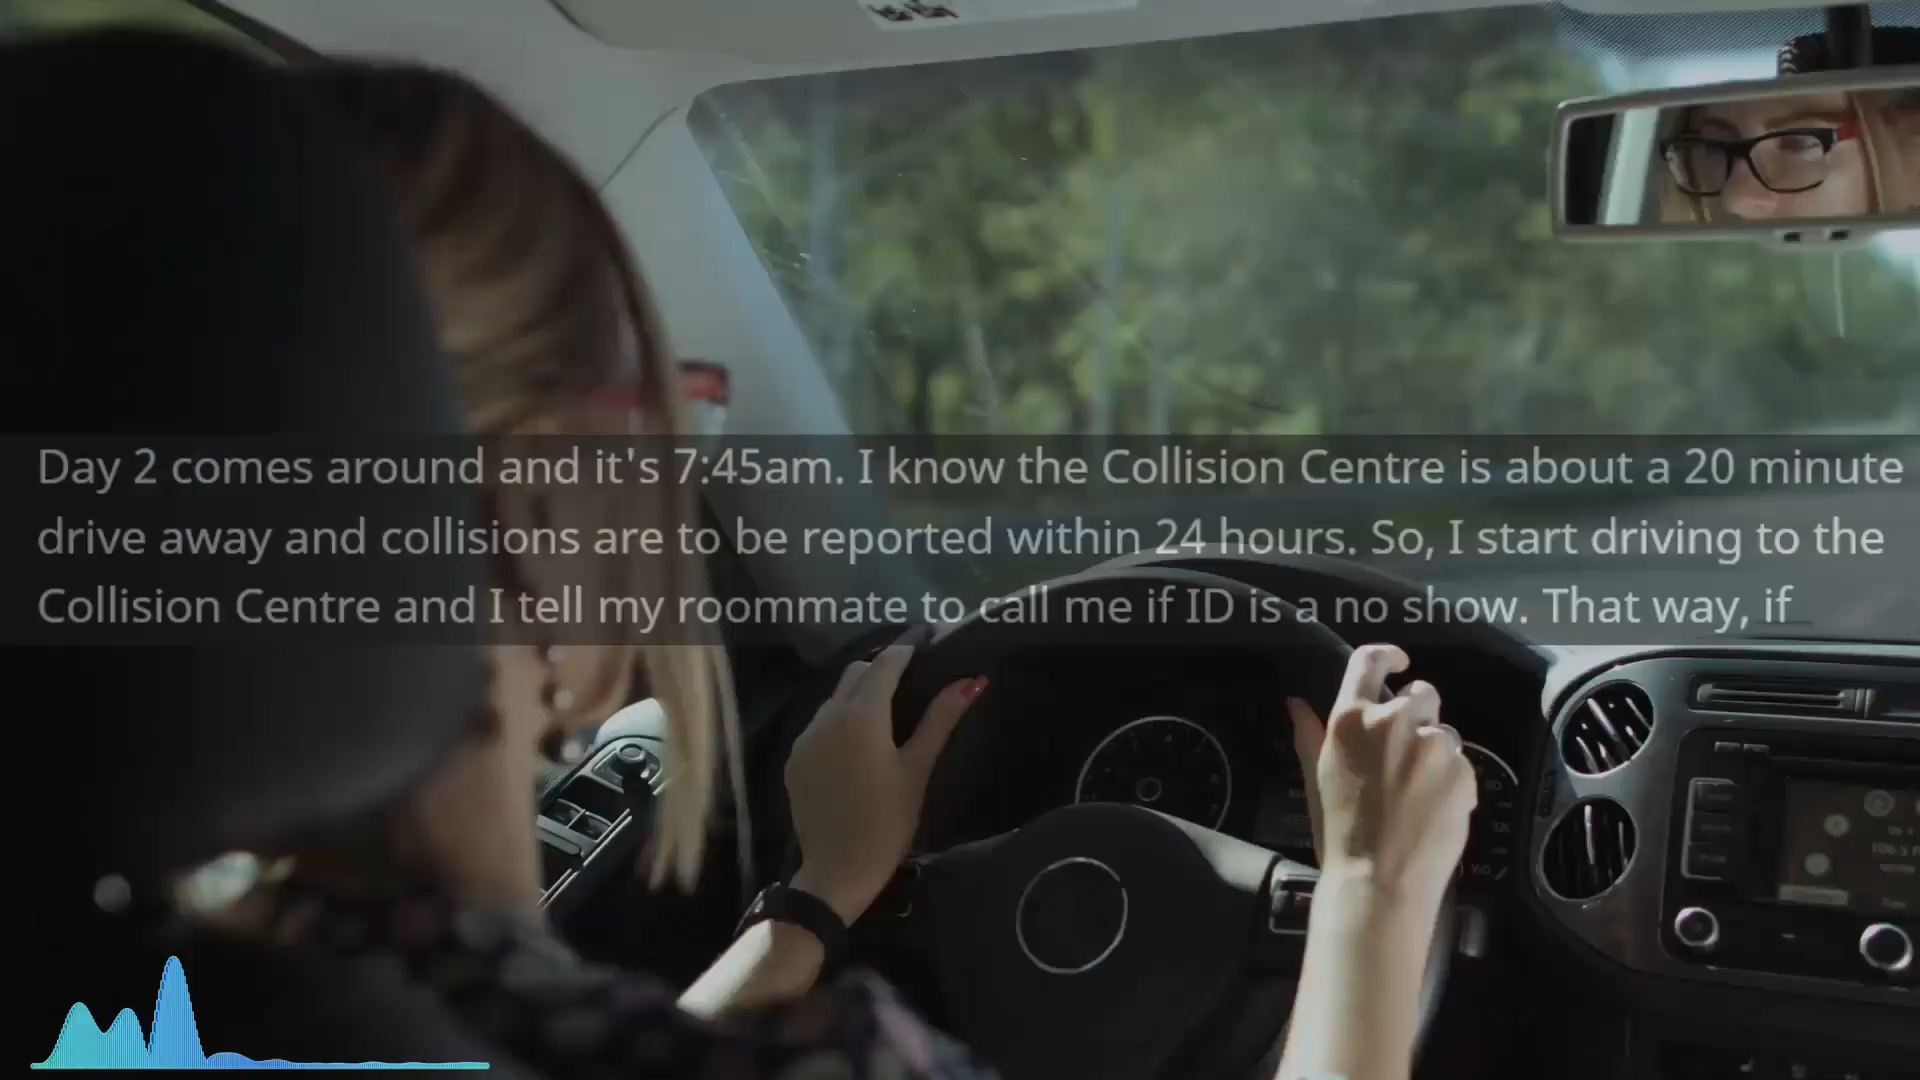 Day 2 comes around and it's 7:45am. I know the Collision Centre is about a 20 minute
drive away and collisions are to be reported within 24 hours. So, I start driving to the
Collision Centre and I tell my roommate to call me if ID is a no show. That way, if
160